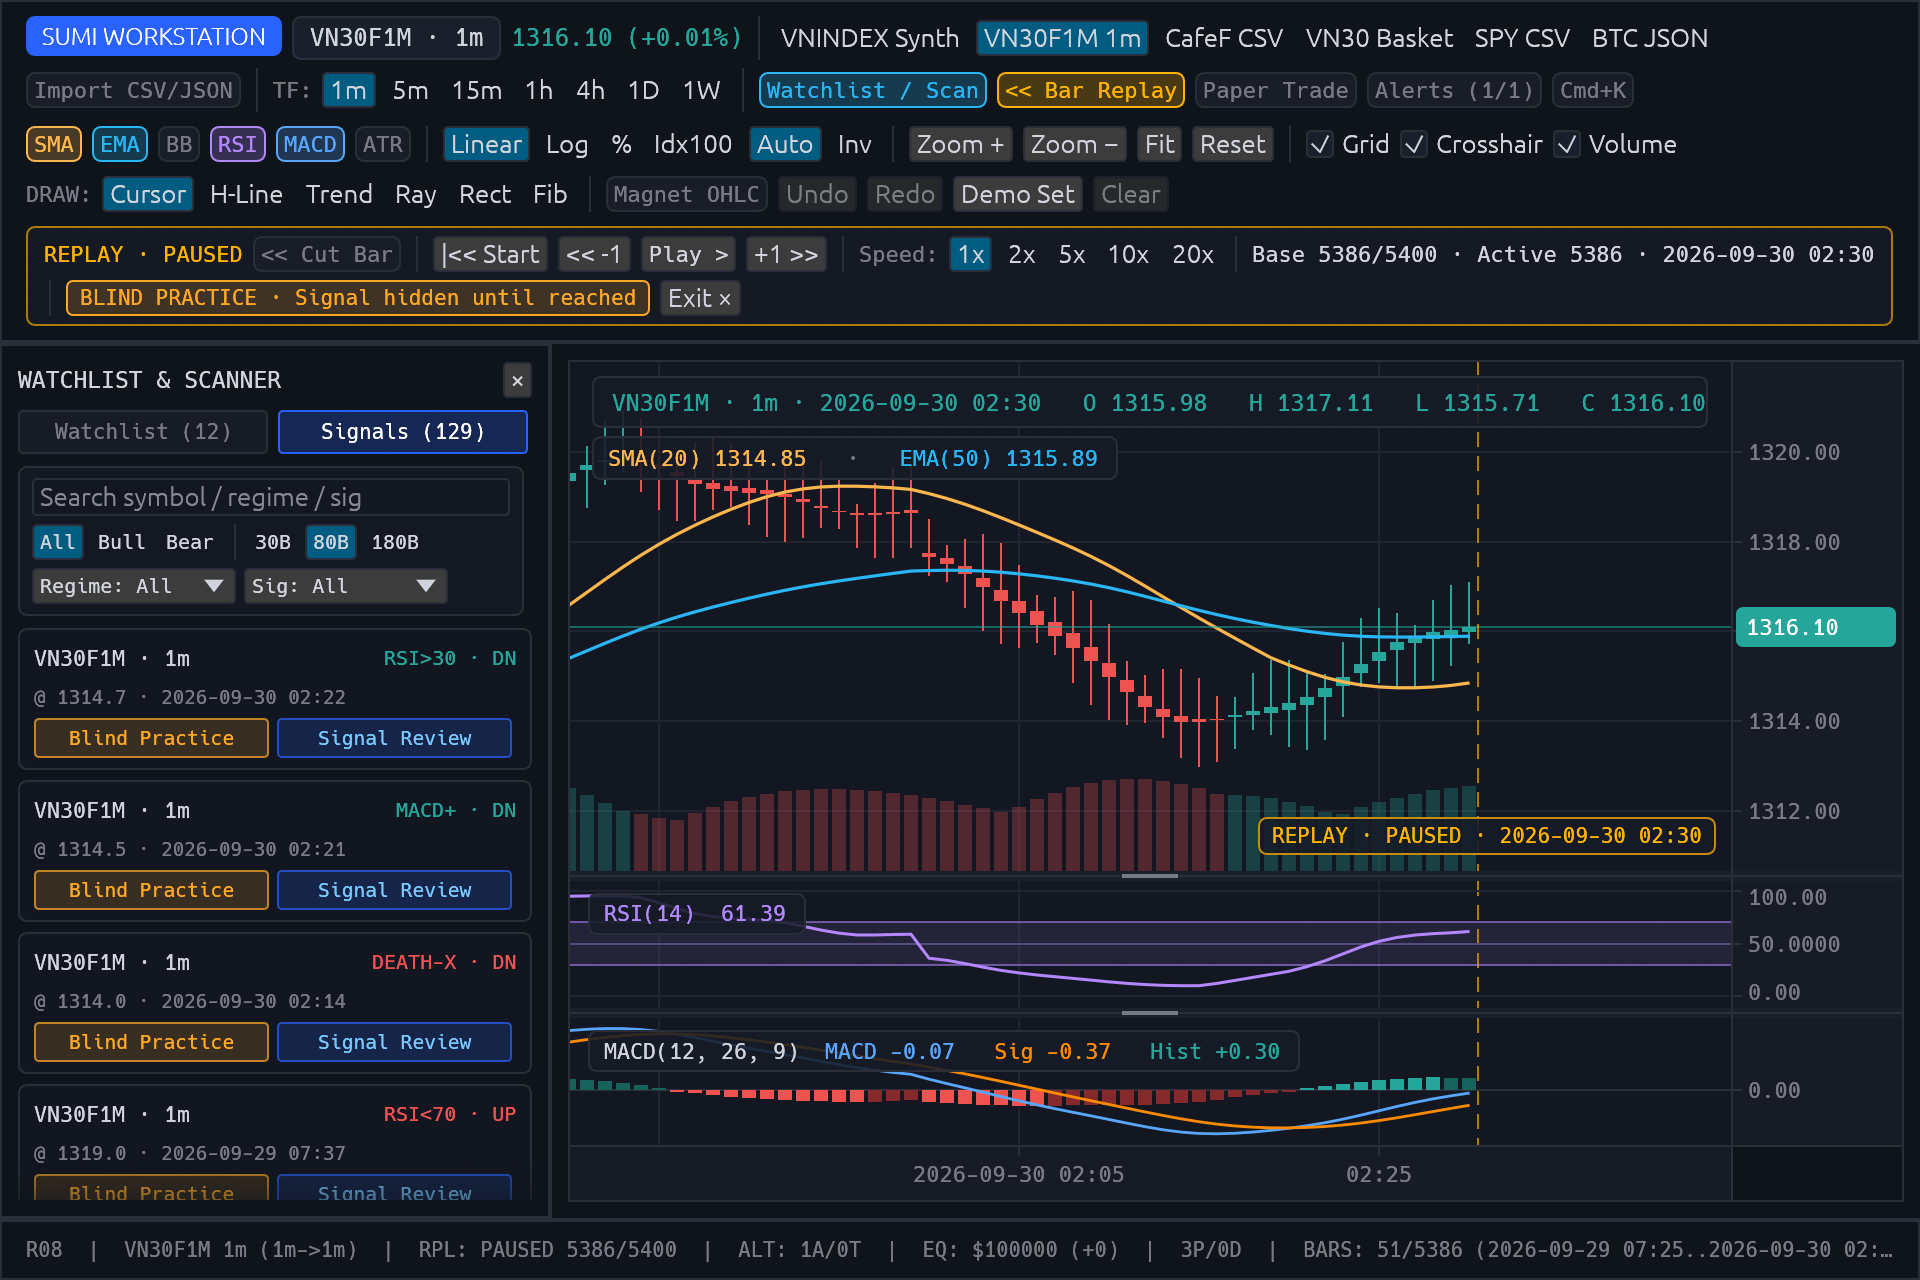 SUMI WORKSTATION VN30F1M · 1m 1316.10 (+0.01%) VNINDEX Synth VN30F1M 1m CafeF CSV VN30 Basket SPY CSV BTC JSON
Import CSV/JSON TF: 1m 5m 15m 1h 4h 1D 1W Watchlist / Scan << Bar Replay Paper Trade Alerts (1/1) Cmd+K
SMA EMA BB RSI MACD ATR Linear Log % Idx100 Auto Inv Zoom + Zoom − Fit Reset Grid Crosshair Volume
DRAW: Cursor H-Line Trend Ray Rect Fib Magnet OHLC Undo Redo Demo Set Clear
REPLAY · PAUSED << Cut Bar |<< Start << -1 Play > +1 >> Speed: 1x 2x 5x 10x 20x Base 5386/5400 · Active 5386 · 2026-09-30 02:30
BLIND PRACTICE · Signal hidden until reached Exit ×
WATCHLIST & SCANNER ×
Watchlist (12) Signals (129)
Search symbol / regime / sig
All Bull Bear 30B 80B 180B
Regime: All Sig: All
VN30F1M · 1m RSI>30 · DN
@ 1314.7 · 2026-09-30 02:22
Blind Practice Signal Review
VN30F1M · 1m MACD+ · DN
@ 1314.5 · 2026-09-30 02:21
Blind Practice Signal Review
VN30F1M · 1m DEATH-X · DN
@ 1314.0 · 2026-09-30 02:14
Blind Practice Signal Review
VN30F1M · 1m RSI<70 · UP
@ 1319.0 · 2026-09-29 07:37
Blind Practice Signal Review
VN30F1M · 1m · 2026-09-30 02:30 O 1315.98 H 1317.11 L 1315.71 C 1316.10
SMA(20) 1314.85 · EMA(50) 1315.89
1320.00
1318.00
1316.10
1314.00
1312.00
REPLAY · PAUSED · 2026-09-30 02:30
RSI(14) 61.39
100.00
50.0000
0.00
MACD(12, 26, 9) MACD -0.07 Sig -0.37 Hist +0.30
0.00
2026-09-30 02:05 02:25
R08 | VN30F1M 1m (1m->1m) | RPL: PAUSED 5386/5400 | ALT: 1A/0T | EQ: $100000 (+0) | 3P/0D | BARS: 51/5386 (2026-09-29 07:25..2026-09-30 02:…